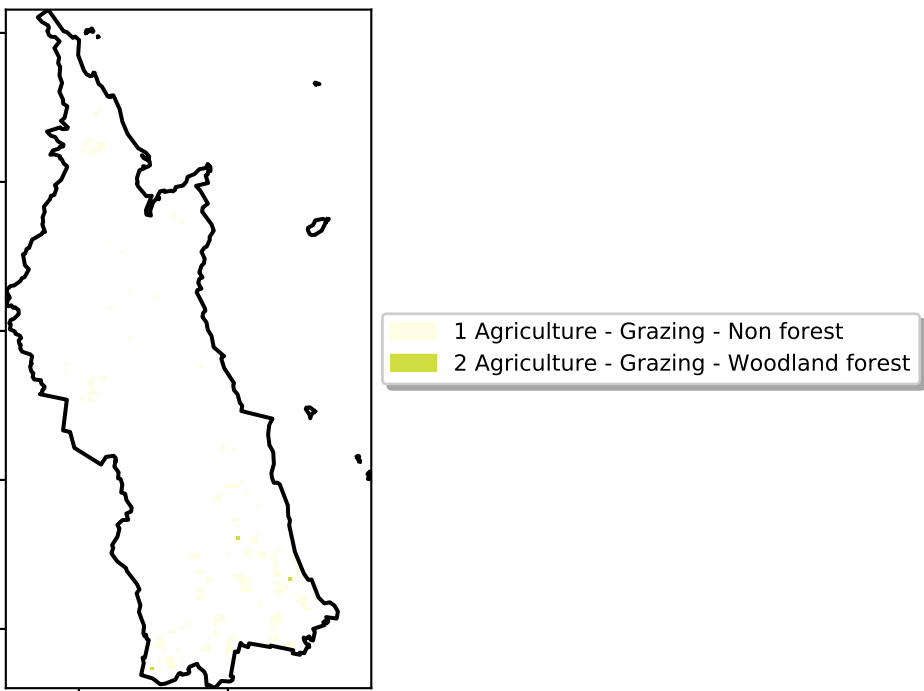 1 Agriculture - Grazing - Non forest
2 Agriculture - Grazing - Woodland forest